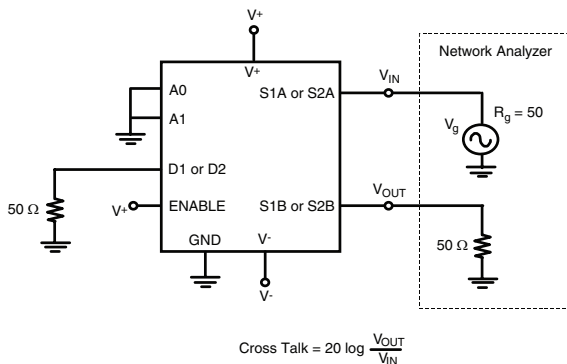 V+
Network Analyzer
V+
A0
S1A or S2A
VIN
A1
Vg
Rg = 50
D1 or D2
VOUT
50 Ω
V+
ENABLE
S1B or S2B
GND
V-
50 Ω
V-
Cross Talk = 20 log VOUT
VIN